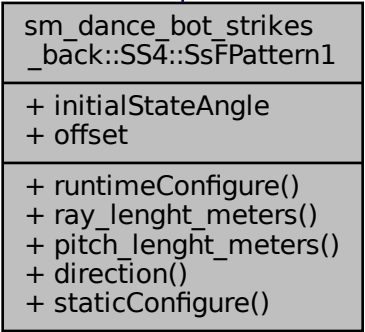 sm_dance_bot_strikes
_back::SS4::SsFPattern1
+ initialStateAngle
+ offset
+ runtimeConfigure()
+ ray_lenght_meters()
+ pitch_lenght_meters()
+ direction()
+ staticConfigure()